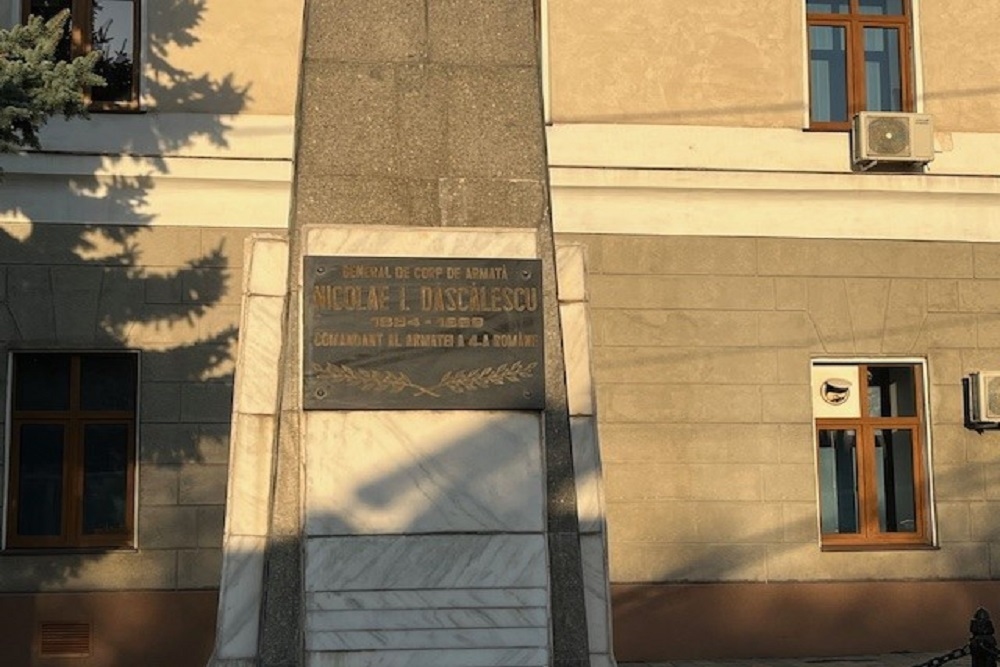 GENERAL DE CORP DE ARMATĂ
NICOLAE I. DĂSCĂLESCU
1884 - 1969
COMANDANT AL ARMATEI A 4-A ROMÂNE